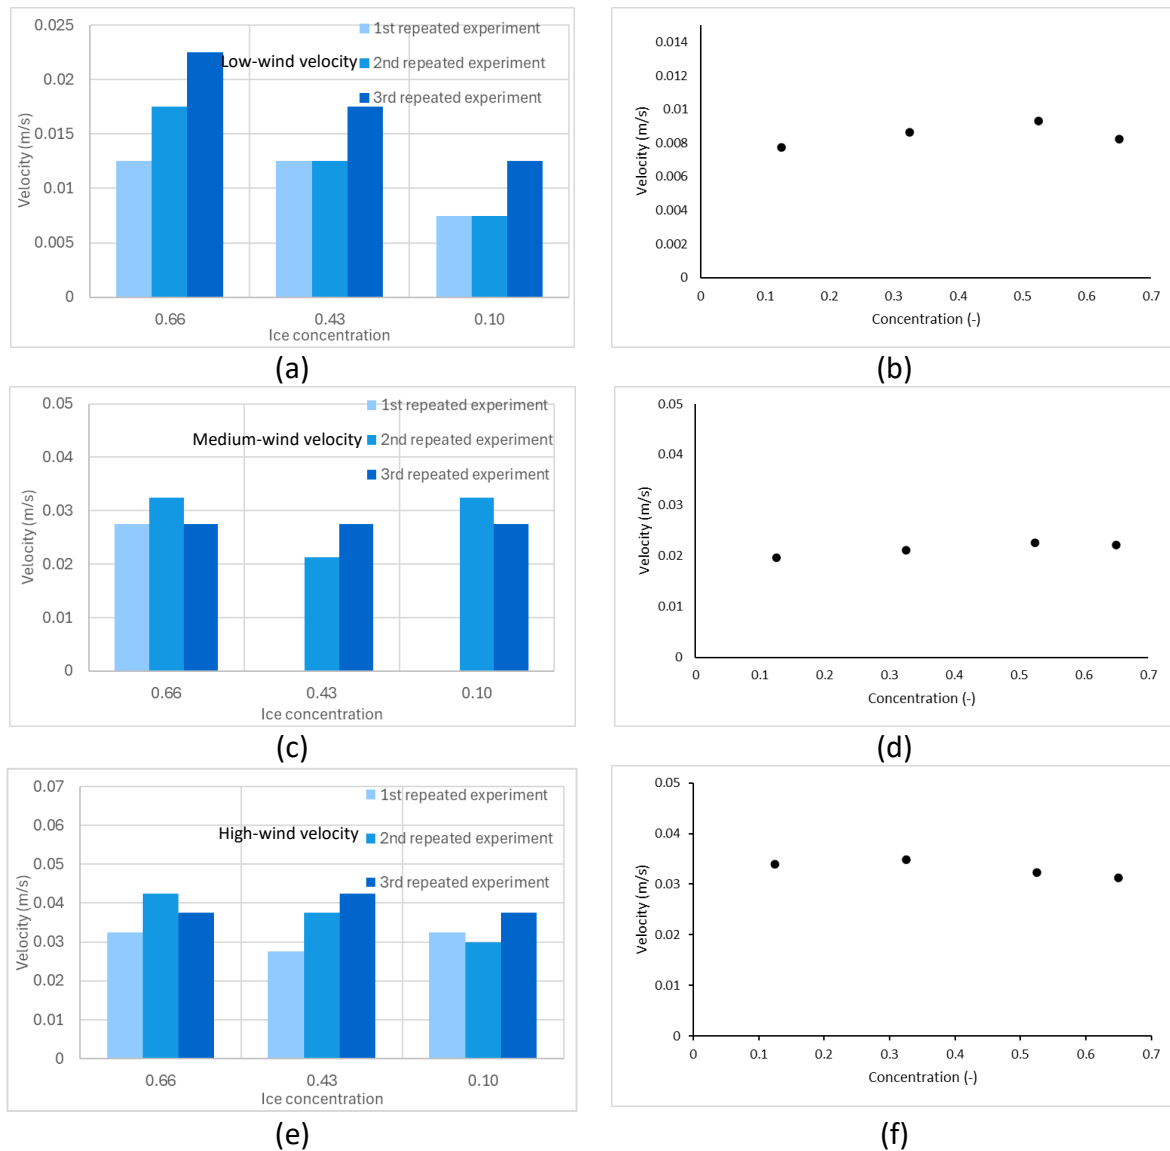 0.025
0.02
0.015
0.01
0.005
0
Velocity (m/s)
1st repeated experiment
Low-wind velocity
2nd repeated experiment
3rd repeated experiment
0.66
0.43
0.10
Ice concentration
(a)
0.014
0.012
0.01
0.008
0.006
0.004
0.002
0
Velocity (m/s)
0
0.1
0.2
0.3
0.4
0.5
0.6
0.7
Concentration (-)
(b)
0.05
0.04
0.03
0.02
0.01
0
Velocity (m/s)
1st repeated experiment
Medium-wind velocity
2nd repeated experiment
3rd repeated experiment
0.66
0.43
0.10
Ice concentration
(c)
0.05
0.04
0.03
0.02
0.01
0
Velocity (m/s)
0
0.1
0.2
0.3
0.4
0.5
0.6
0.7
Concentration (-)
(d)
0.07
0.06
0.05
0.04
0.03
0.02
0.01
0
Velocity (m/s)
1st repeated experiment
High-wind velocity
2nd repeated experiment
3rd repeated experiment
0.66
0.43
0.10
Ice concentration
(e)
0.05
0.04
0.03
0.02
0.01
0
Velocity (m/s)
0
0.1
0.2
0.3
0.4
0.5
0.6
0.7
Concentration (-)
(f)